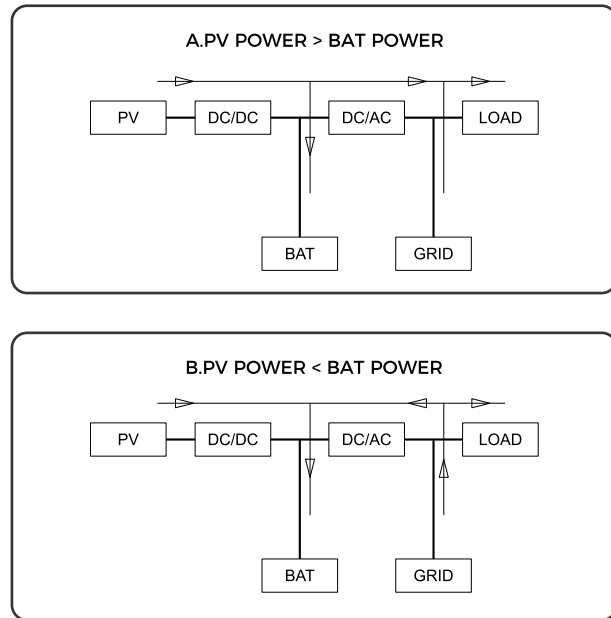 A.PV POWER > BAT POWER
PV
DC/DC
DC/AC
LOAD
BAT
GRID
B.PV POWER < BAT POWER
PV
DC/DC
DC/AC
LOAD
BAT
GRID